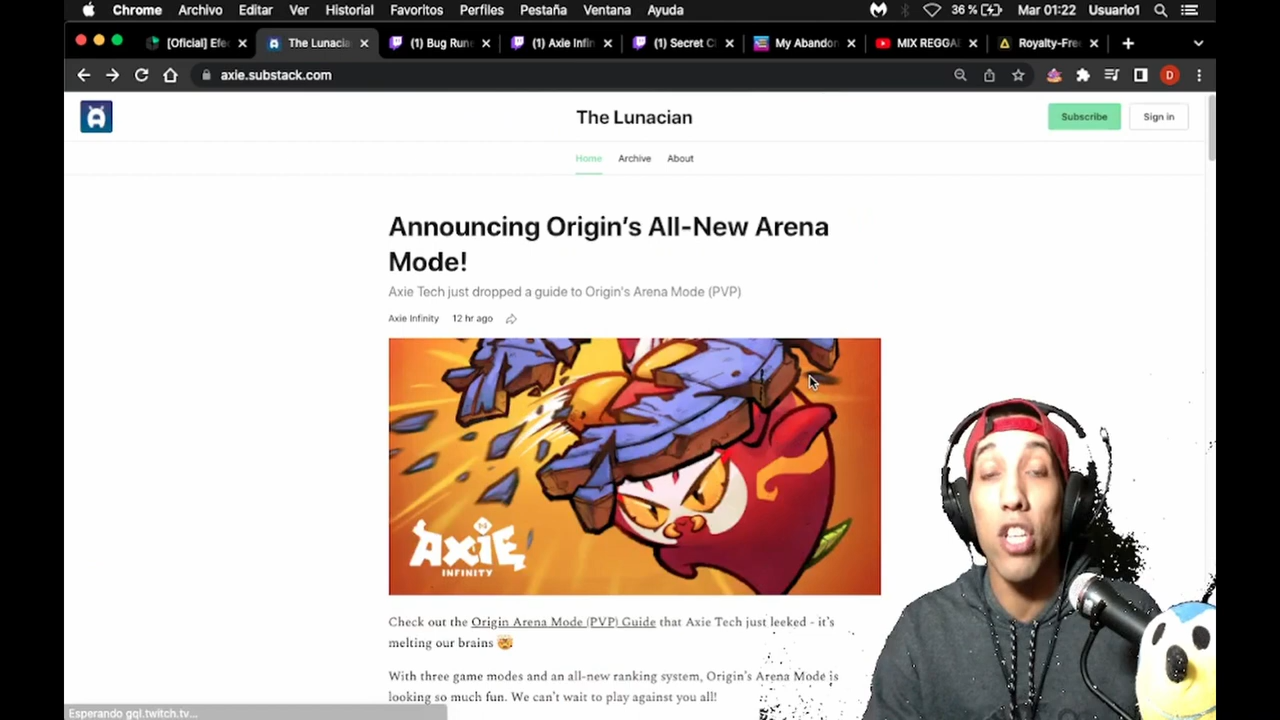 Chrome Archivo Editar Ver Historial Favoritos Perfiles Pestaña Ventana Ayuda 36 % Mar 01:22 Usuario1
[Oficial] Efe The Lunacia (1) Bug Rune (1) Axie Infin (1) Secret C My Abandon MIX REGGA Royalty-Fre
axie.substack.com D
The Lunacian Subscribe Sign in
Home Archive About
Announcing Origin's All-New Arena
Mode!
Axie Tech just dropped a guide to Origin's Arena Mode (PVP)
Axie Infinity 12 hr ago
AXIE
INFINITY
Check out the Origin Arena Mode (PVP) Guide that Axie Tech just leeked - it's
melting our brains 🤯
With three game modes and an all-new ranking system, Origin's Arena Mode is
looking so much fun. We can't wait to play against you all!
Esperando gql.twitch.tv...